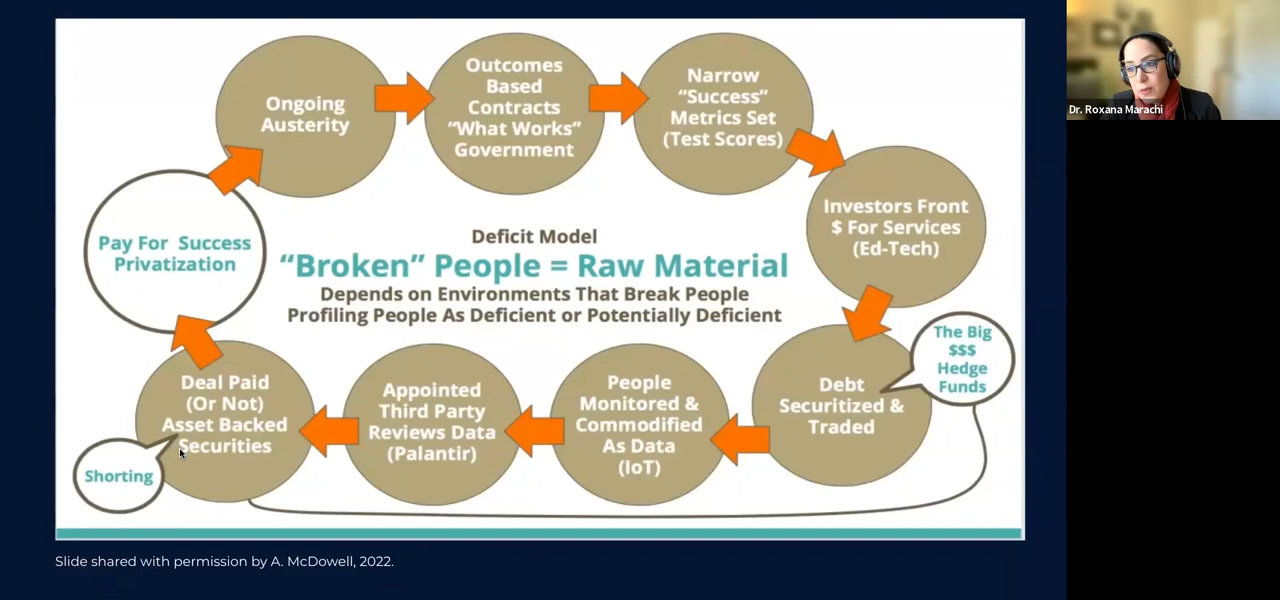 Ongoing
Austerity
Outcomes
Based
Contracts
“What Works”
Government
Narrow
“Success”
Metrics Set
(Test Scores)
Investors Front
$ For Services
(Ed-Tech)
The Big
$$$
Hedge
Funds
Debt
Securitized &
Traded
People
Monitored &
Commodified
As Data
(IoT)
Appointed
Third Party
Reviews Data
(Palantir)
Deal Paid
(Or Not)
Asset Backed
Securities
Shorting
Pay For Success
Privatization
Deficit Model
“Broken” People = Raw Material
Depends on Environments That Break People
Profiling People As Deficient or Potentially Deficient
Slide shared with permission by A. McDowell, 2022.
Dr. Roxana Marachi